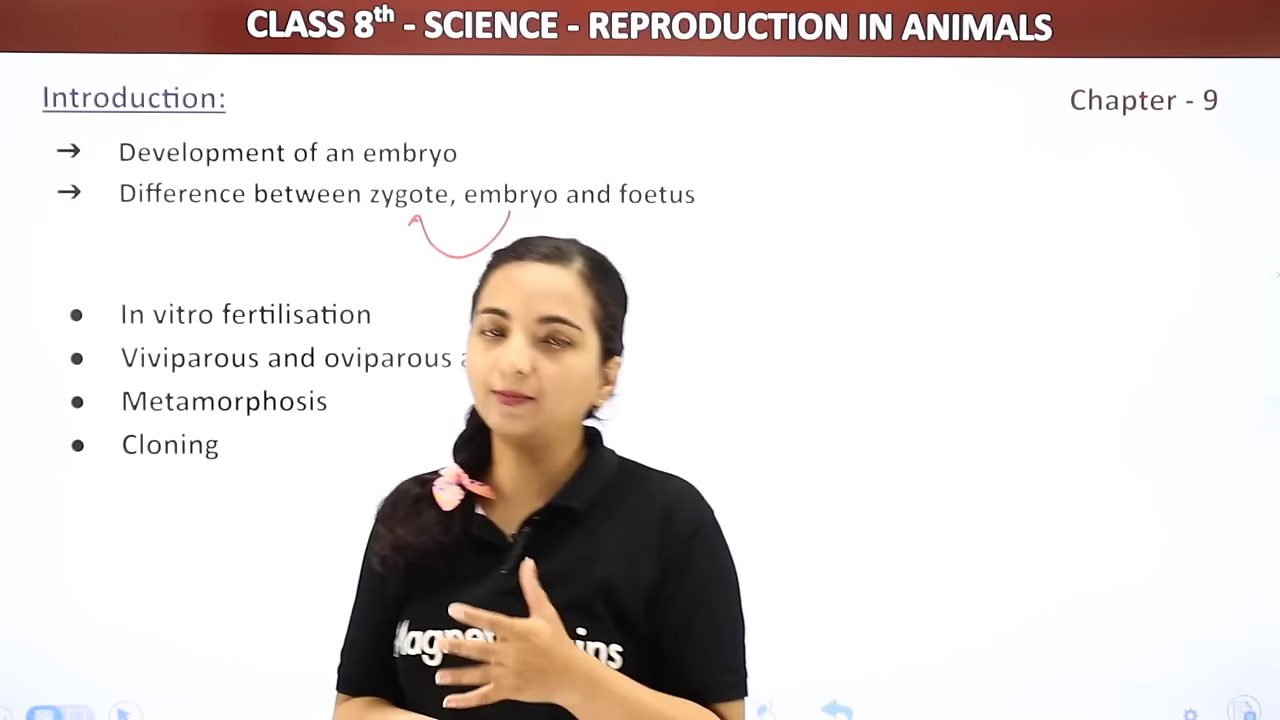 CLASS 8th - SCIENCE - REPRODUCTION IN ANIMALS
Introduction:
Chapter - 9
→ Development of an embryo
→ Difference between zygote, embryo and foetus
● In vitro fertilisation
● Viviparous and oviparous
● Metamorphosis
● Cloning